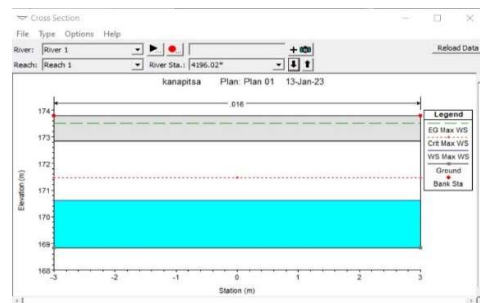 Cross Section
File Type Options Help
River: River 1
Reload Data
Reach: Reach 1 River Sta.: 4196.02*
kanapitsa Plan: Plan 01 13-Jan-23
.016
Legend
EG Max WS
Crit Max WS
WS Max WS
Ground
Bank Sta
Elevation (m)
174
173
172
171
170
169
168
-3 -2 -1 0 1 2 3
Station (m)